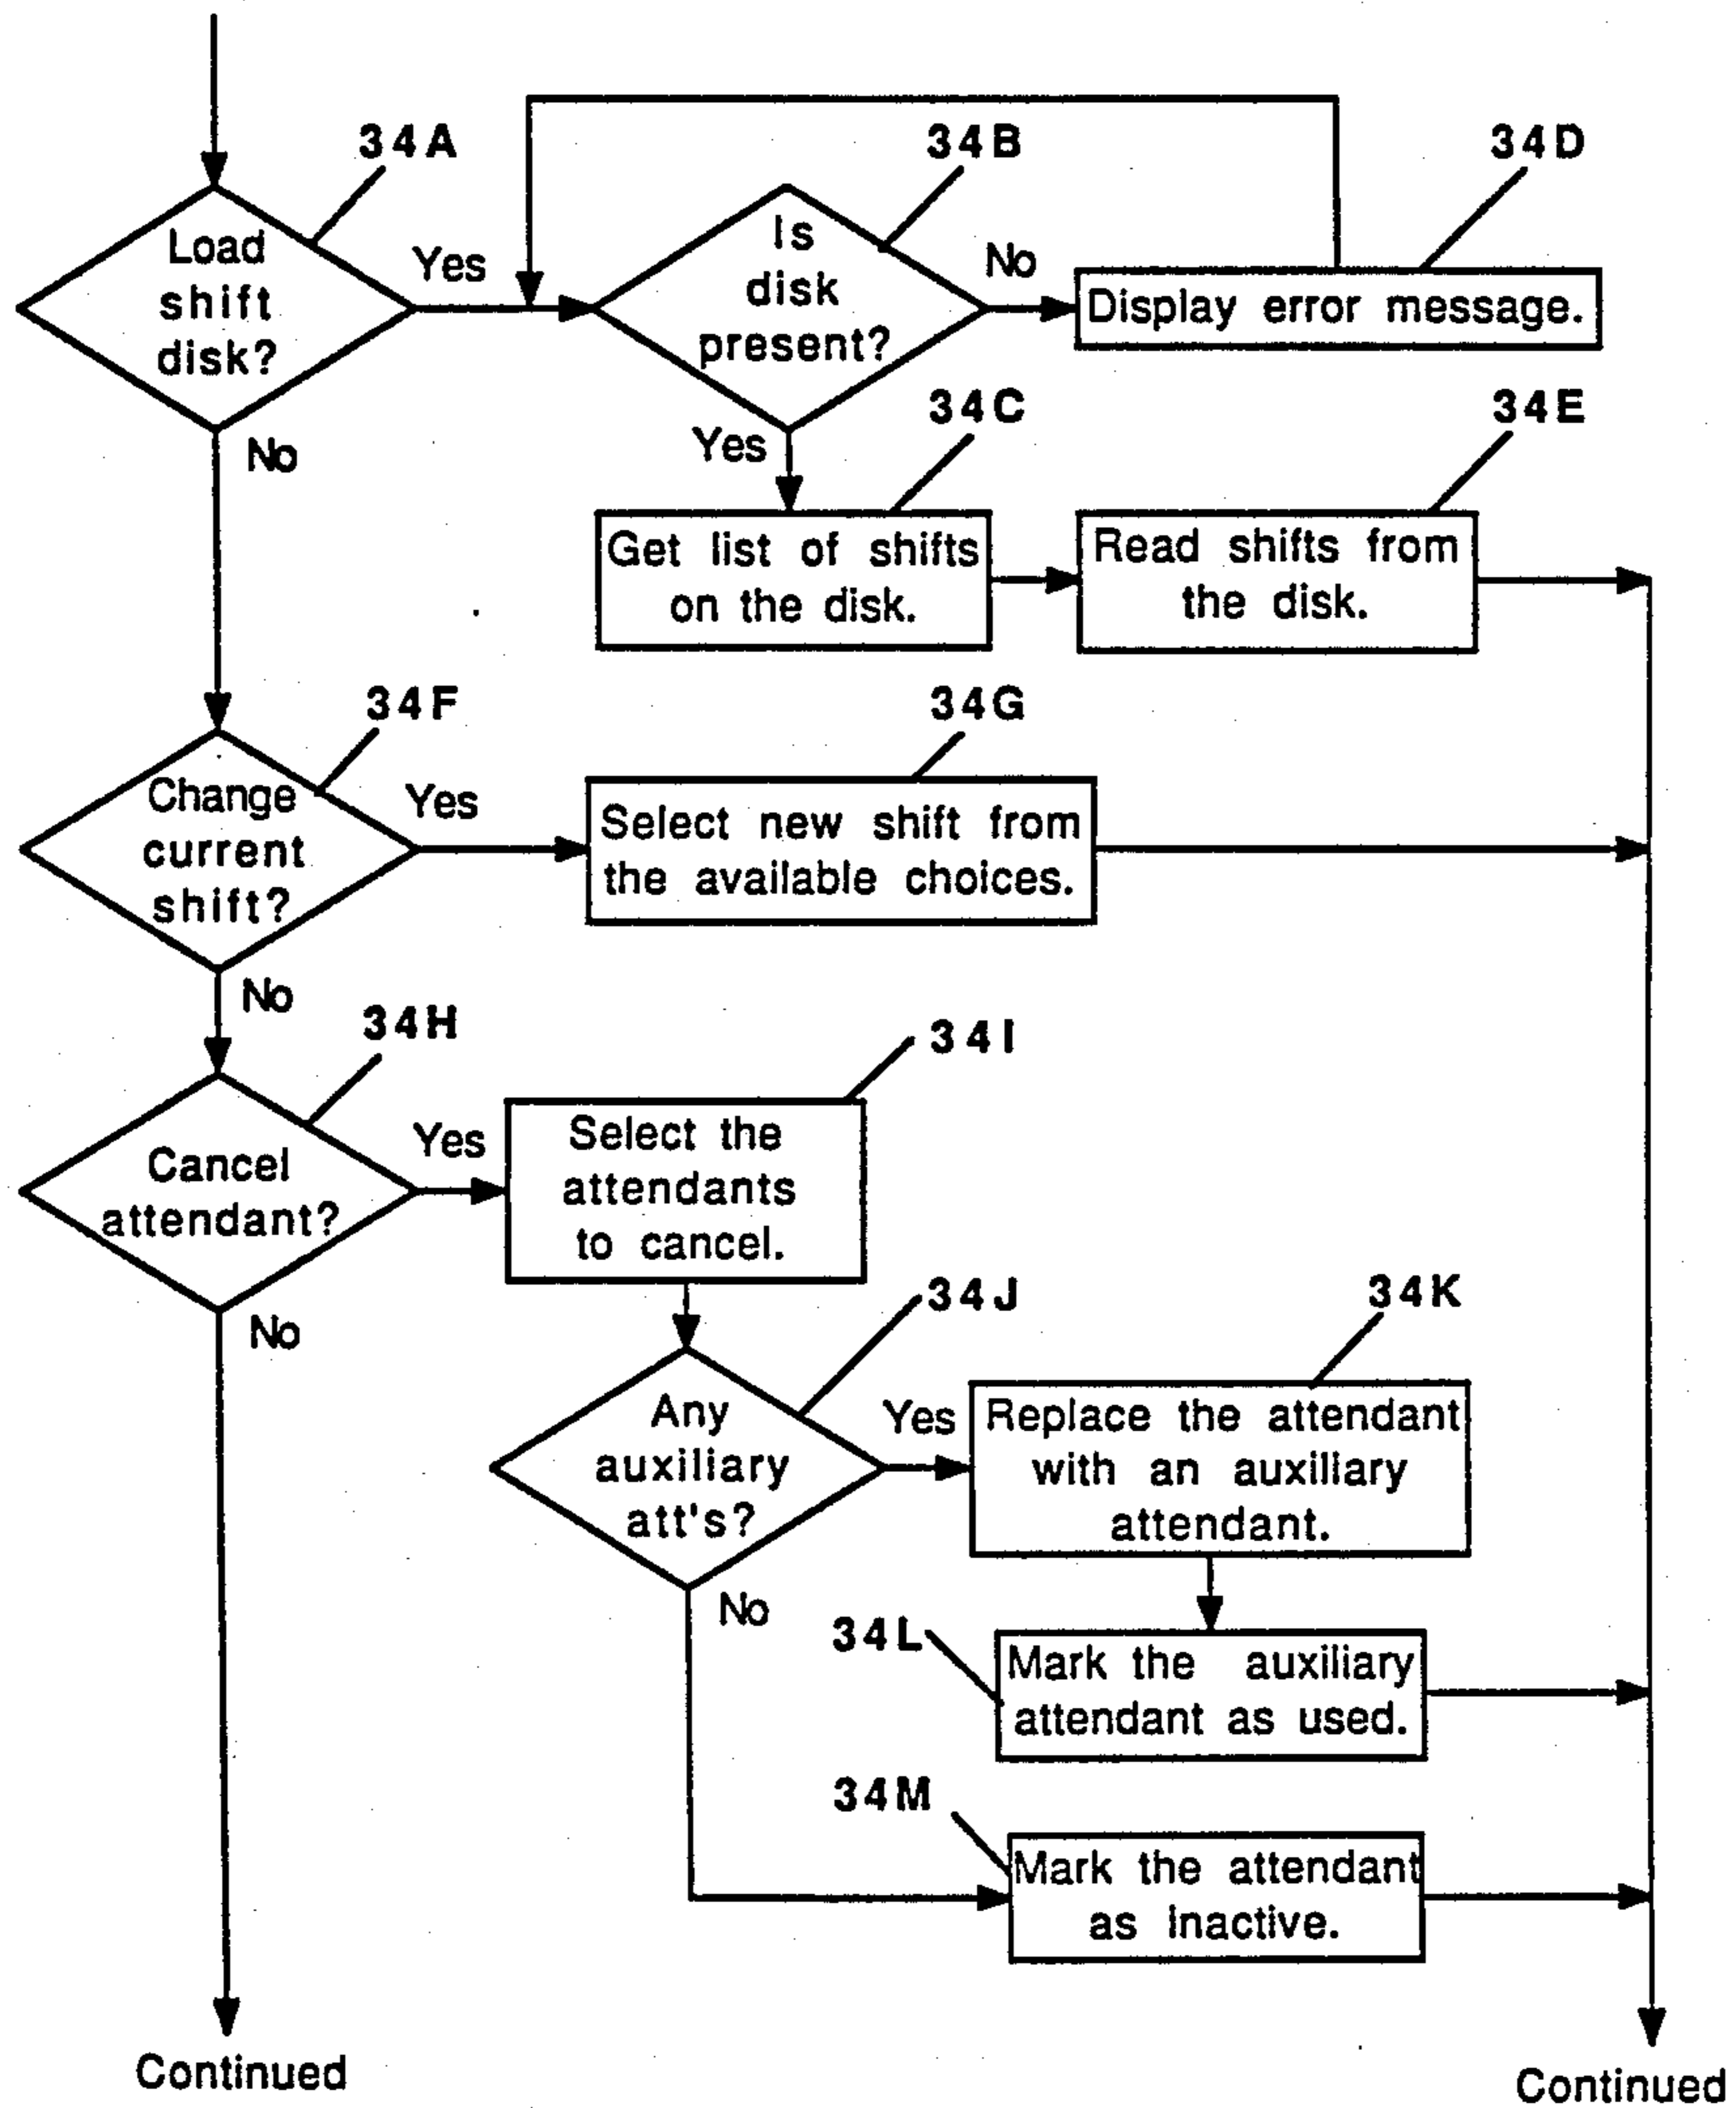 34A
34B
34D
Load
shift
disk?
Yes
Is
disk
present?
No
Display error message.
No
Yes
34C
34E
Get list of shifts
on the disk.
Read shifts from
the disk.
34F
34G
Change
current
shift?
Yes
Select new shift from
the available choices.
No
34H
34I
Cancel
attendant?
Yes
Select the
attendants
to cancel.
No
34J
34K
Any
auxiliary
att's?
Yes
Replace the attendant
with an auxiliary
attendant.
No
34L
Mark the auxiliary
attendant as used.
34M
Mark the attendant
as inactive.
Continued
Continued